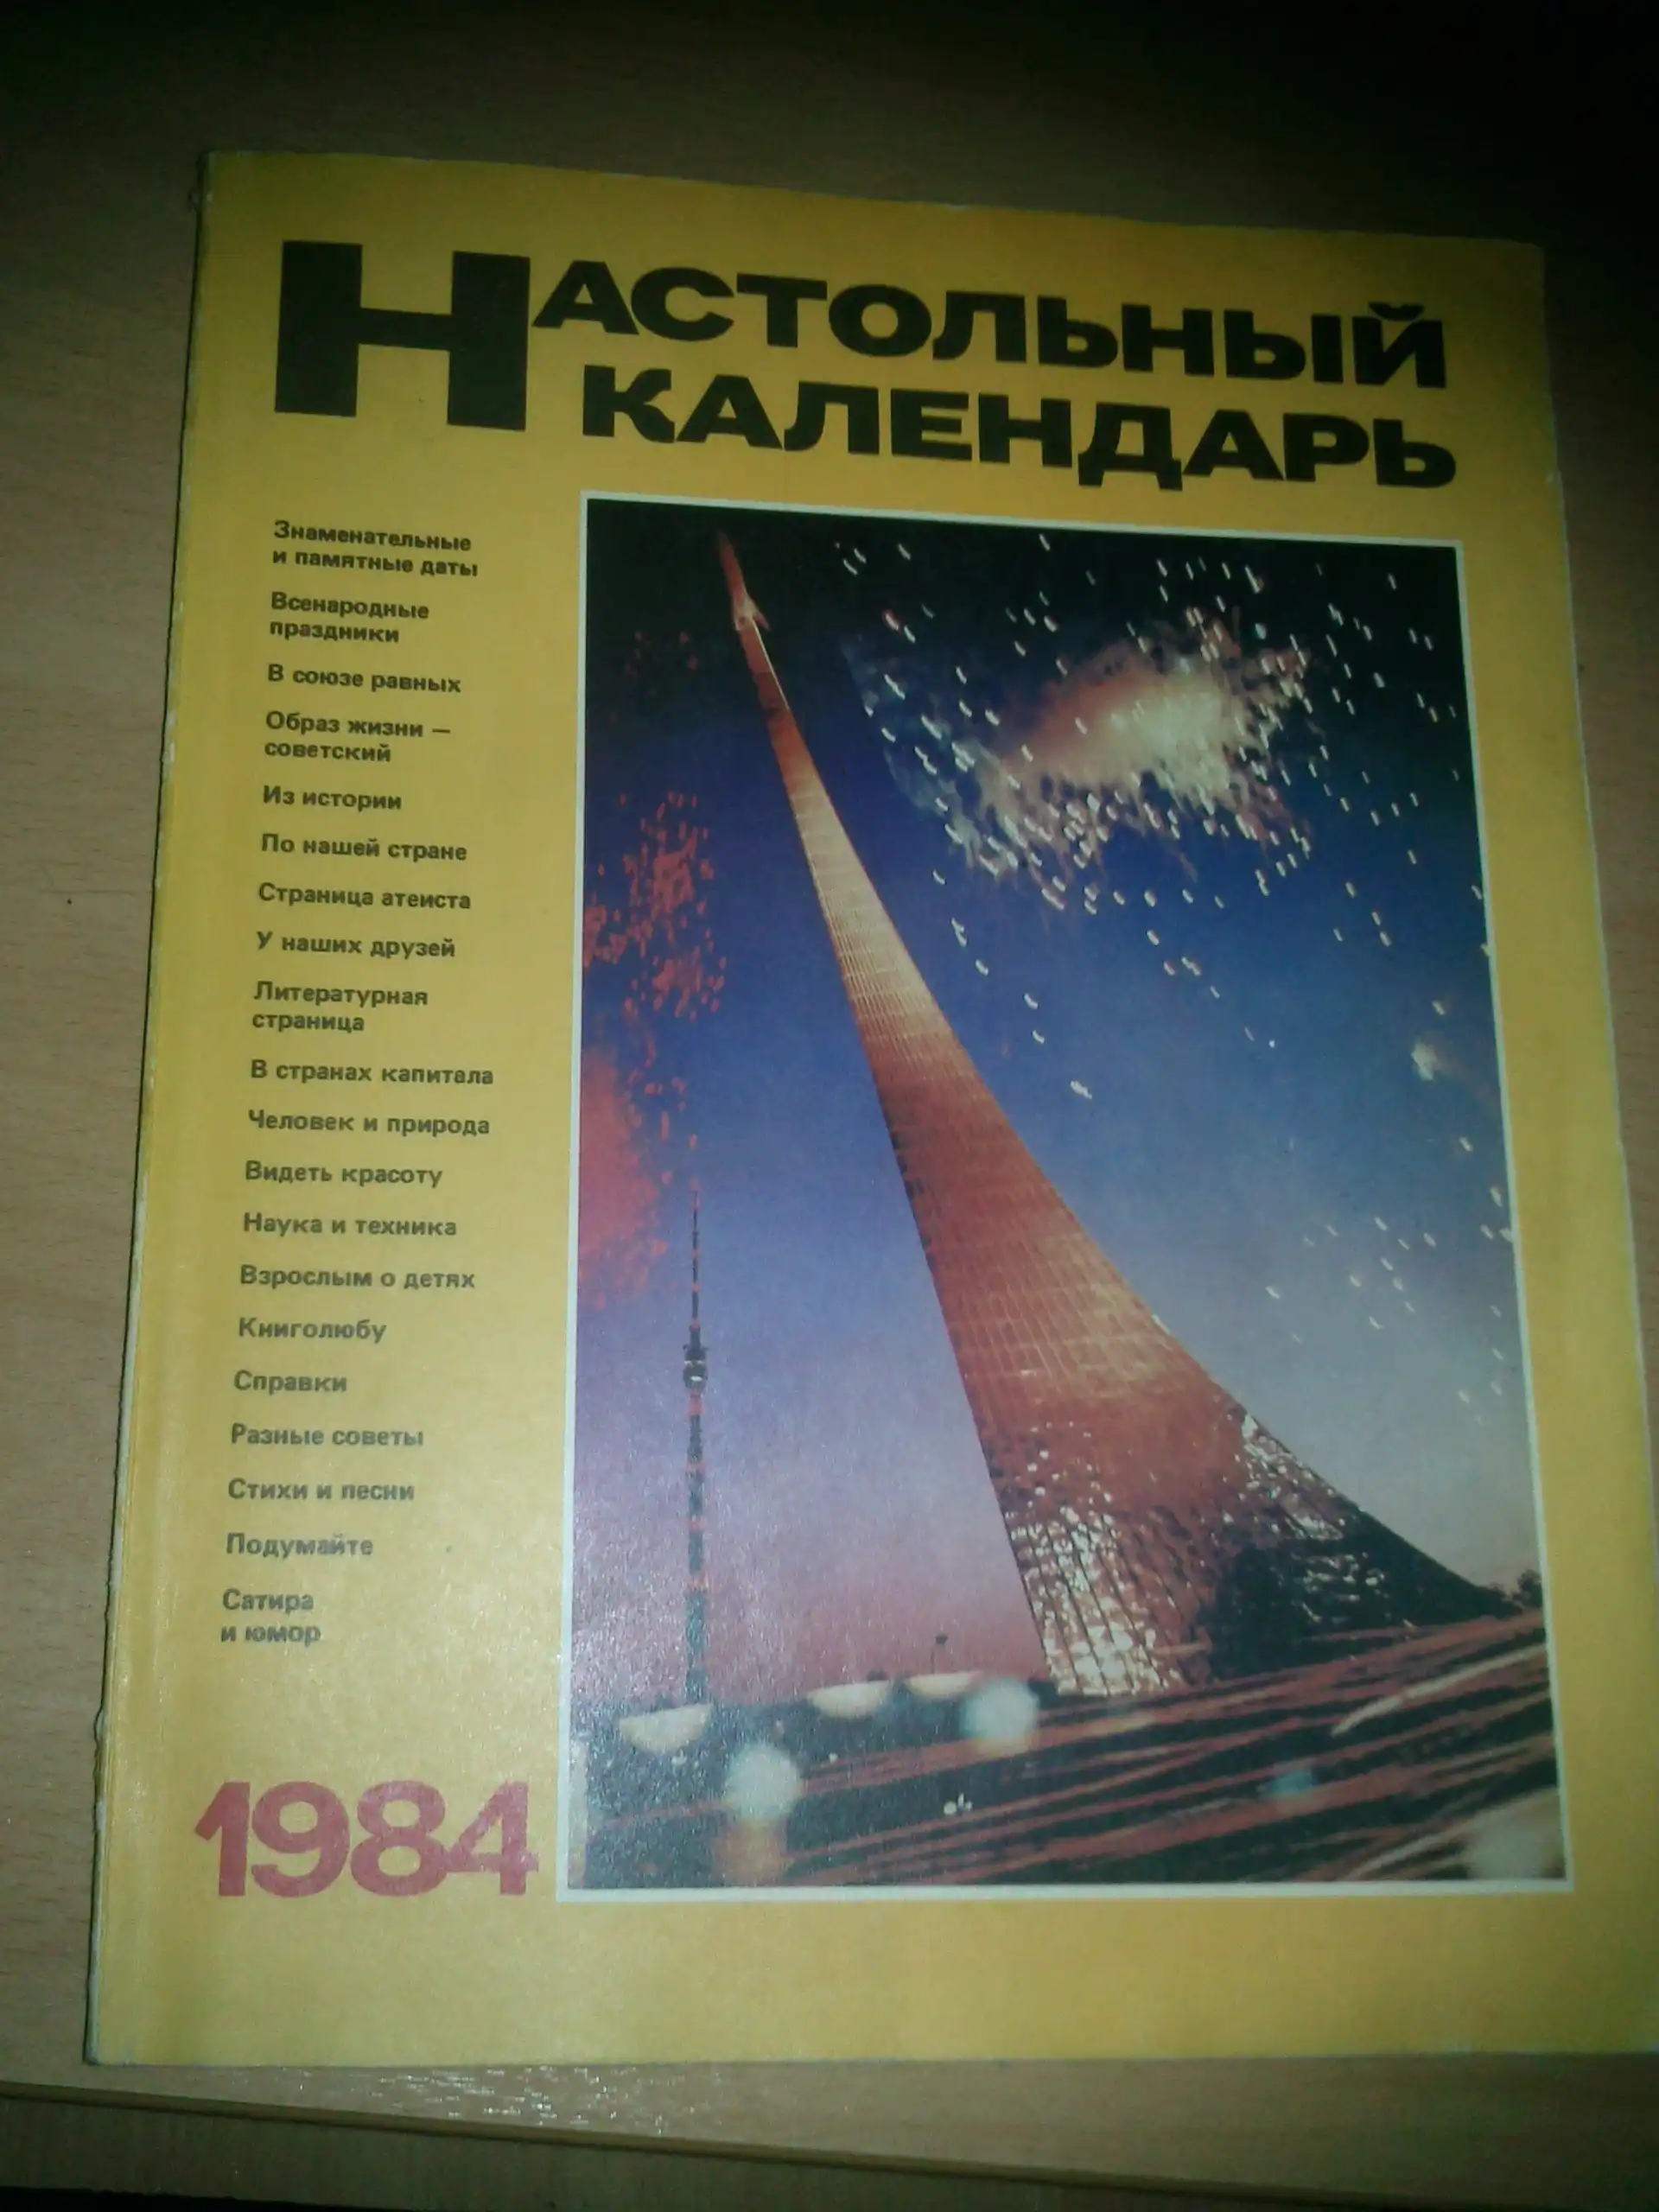 НАСТОЛЬНЫЙ
КАЛЕНДАРЬ
Знаменательные
и памятные даты
Всенародные
праздники
В союзе равных
Образ жизни —
советский
Из истории
По нашей стране
Страница атеиста
У наших друзей
Литературная
страница
В странах капитала
Человек и природа
Видеть красоту
Наука и техника
Взрослым о детях
Книголюбу
Справки
Разные советы
Стихи и песни
Подумайте
Сатира
и юмор
1984